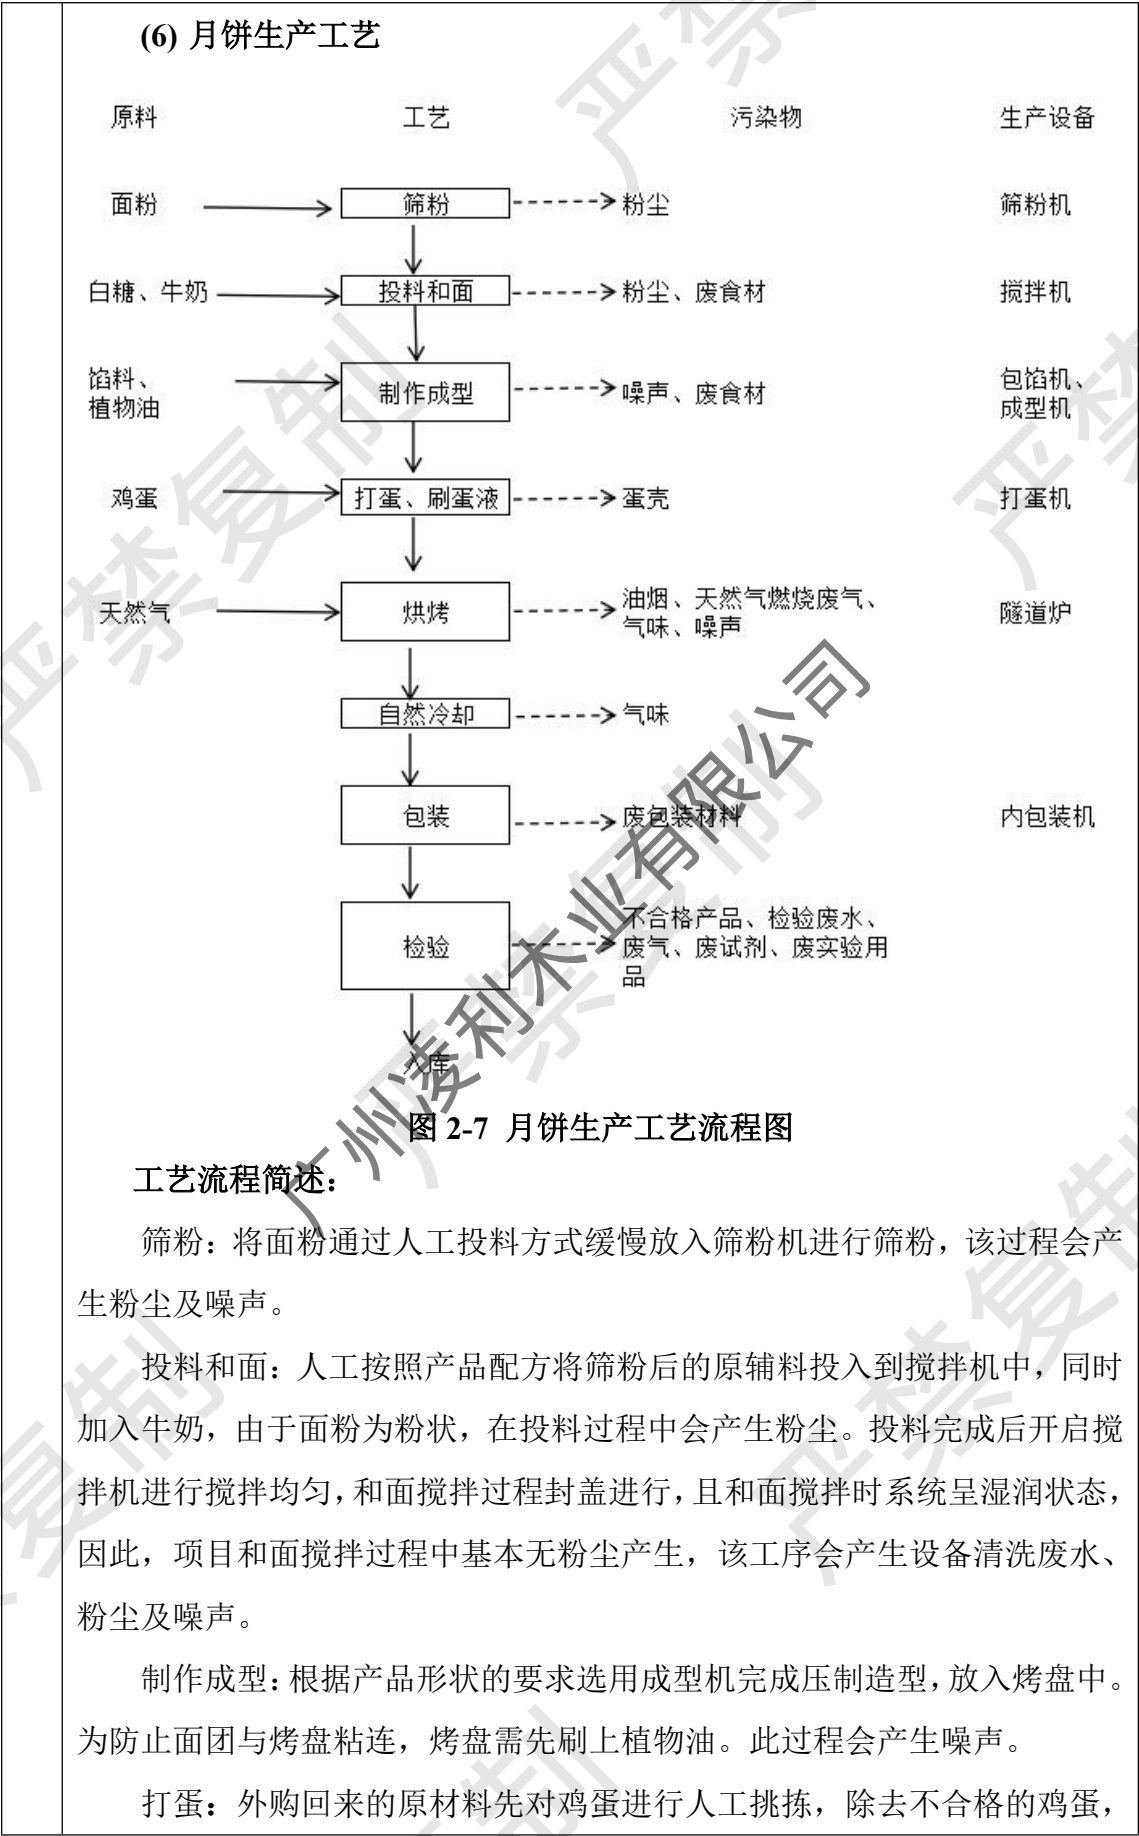 (6) 月饼生产工艺
原料 工艺 污染物 生产设备
面粉 筛粉 粉尘 筛粉机
白糖、牛奶 投料和面 粉尘、废食材 搅拌机
馅料、
植物油 制作成型 噪声、废食材 包馅机、
成型机
鸡蛋 打蛋、刷蛋液 蛋壳 打蛋机
天然气 烘烤 油烟、天然气燃烧废气、
气味、噪声 隧道炉
自然冷却 气味
包装 废包装材料 内包装机
检验 不合格产品、检验废水、
废气、废试剂、废实验用
品
入库
图 2-7 月饼生产工艺流程图
工艺流程简述：
筛粉：将面粉通过人工投料方式缓慢放入筛粉机进行筛粉，该过程会产
生粉尘及噪声。
投料和面：人工按照产品配方将筛粉后的原辅料投入到搅拌机中，同时
加入牛奶，由于面粉为粉状，在投料过程中会产生粉尘。投料完成后开启搅
拌机进行搅拌均匀，和面搅拌过程封盖进行，且和面搅拌时系统呈湿润状态，
因此，项目和面搅拌过程中基本无粉尘产生，该工序会产生设备清洗废水、
粉尘及噪声。
制作成型：根据产品形状的要求选用成型机完成压制造型，放入烤盘中。
为防止面团与烤盘粘连，烤盘需先刷上植物油。此过程会产生噪声。
打蛋：外购回来的原材料先对鸡蛋进行人工挑拣，除去不合格的鸡蛋，
广州凌利木业有限公司
严禁复制